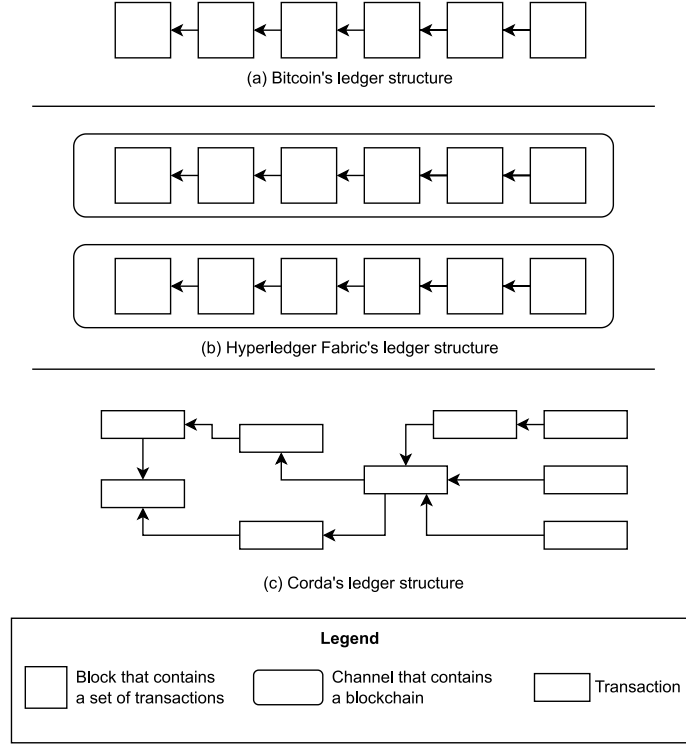 (a) Bitcoin's ledger structure
(b) Hyperledger Fabric's ledger structure
(c) Corda's ledger structure
Legend
Block that contains
a set of transactions
Channel that contains
a blockchain
Transaction